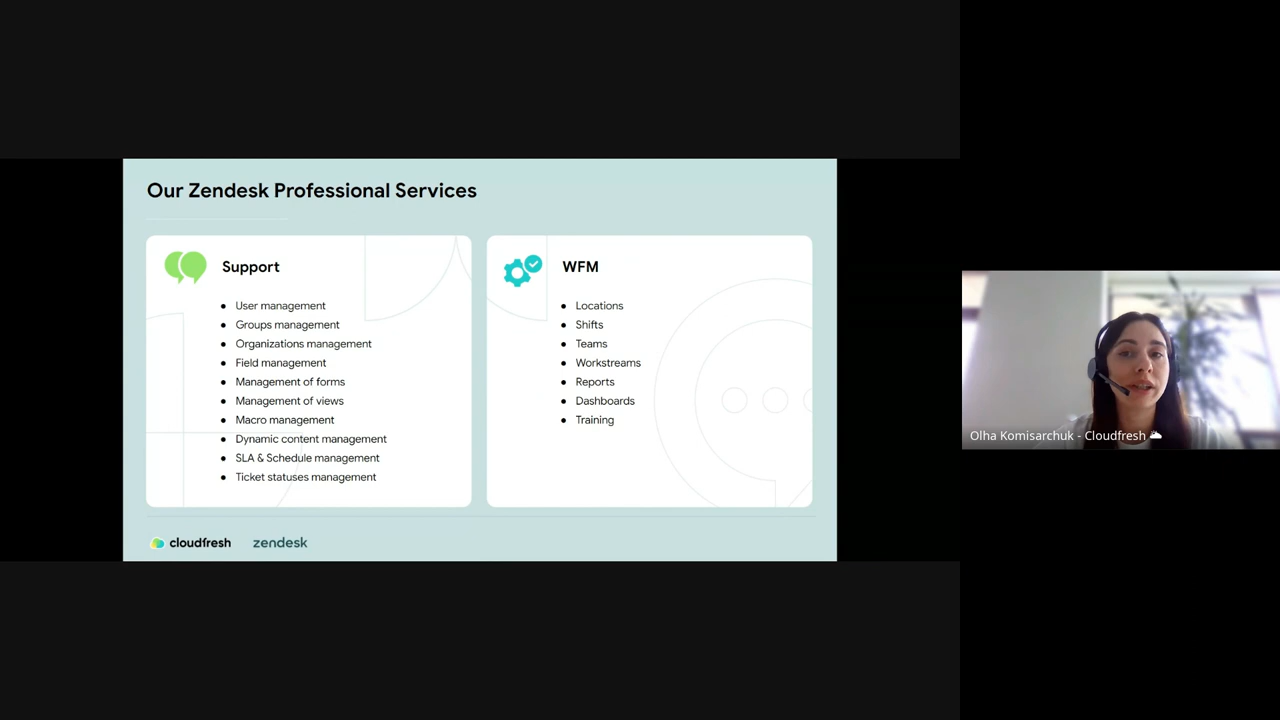 Our Zendesk Professional Services
Support
User management
Groups management
Organizations management
Field management
Management of forms
Management of views
Macro management
Dynamic content management
SLA & Schedule management
Ticket statuses management
WFM
Locations
Shifts
Teams
Workstreams
Reports
Dashboards
Training
cloudfresh
zendesk
Olha Komisarchuk - Cloudfresh ⛅